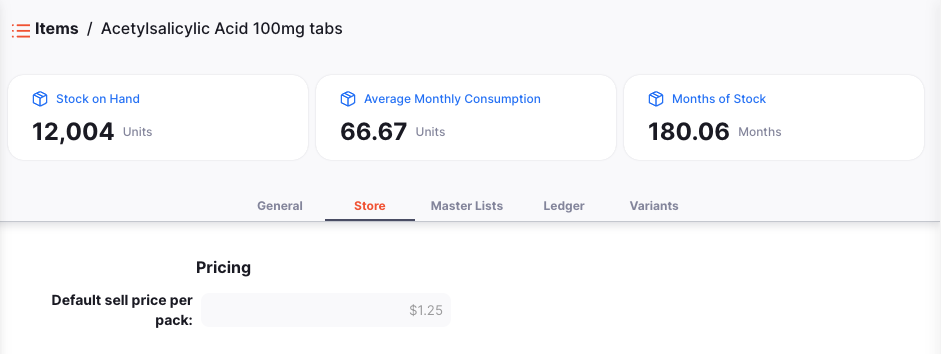 Items / Acetylsalicylic Acid 100mg tabs
Stock on Hand
12,004 Units
Average Monthly Consumption
66.67 Units
Months of Stock
180.06 Months
General Store Master Lists Ledger Variants
Pricing
Default sell price per
pack:
$1.25